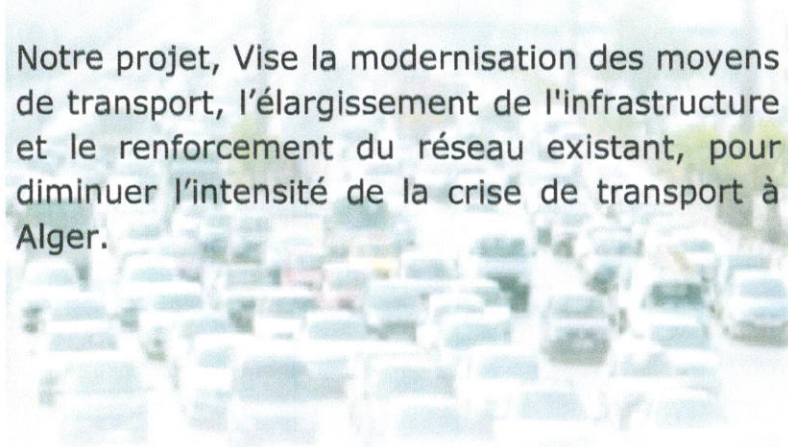 Notre projet, Vise la modernisation des moyens
de transport, l’élargissement de l'infrastructure
et le renforcement du réseau existant, pour
diminuer l’intensité de la crise de transport à
Alger.